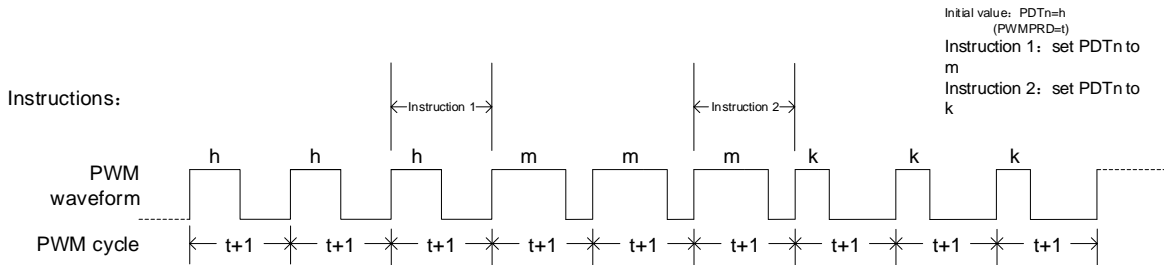 Initial value：PDTn=h
(PWMPRD=t)
Instruction 1：set PDTn to
m
Instruction 2：set PDTn to
k
Instructions：
Instruction 1
Instruction 2
h h h m m m k k k
PWM
waveform
PWM cycle
t+1 t+1 t+1 t+1 t+1 t+1 t+1 t+1 t+1